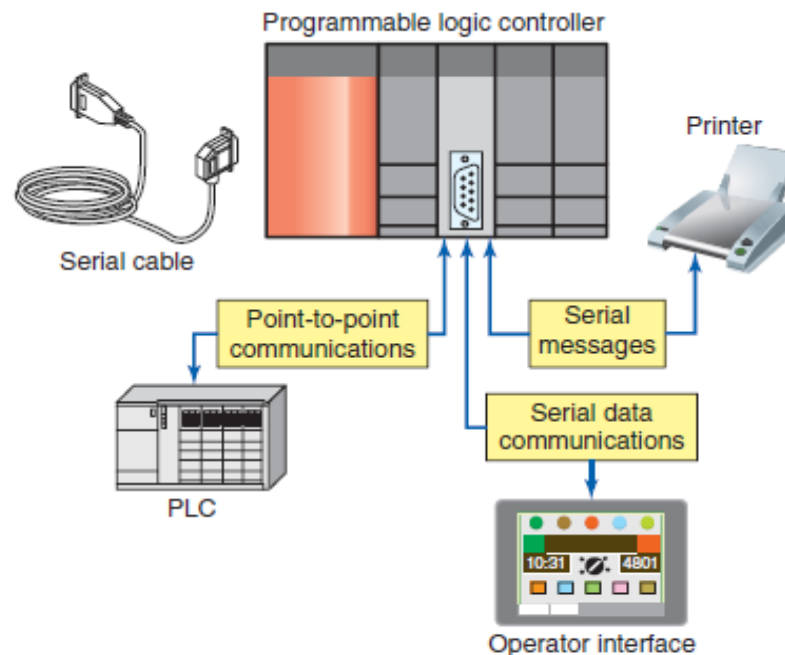 Programmable logic controller
Printer
Serial cable
Point-to-point
communications
Serial
messages
Serial data
communications
PLC
10:31
4801
Operator interface